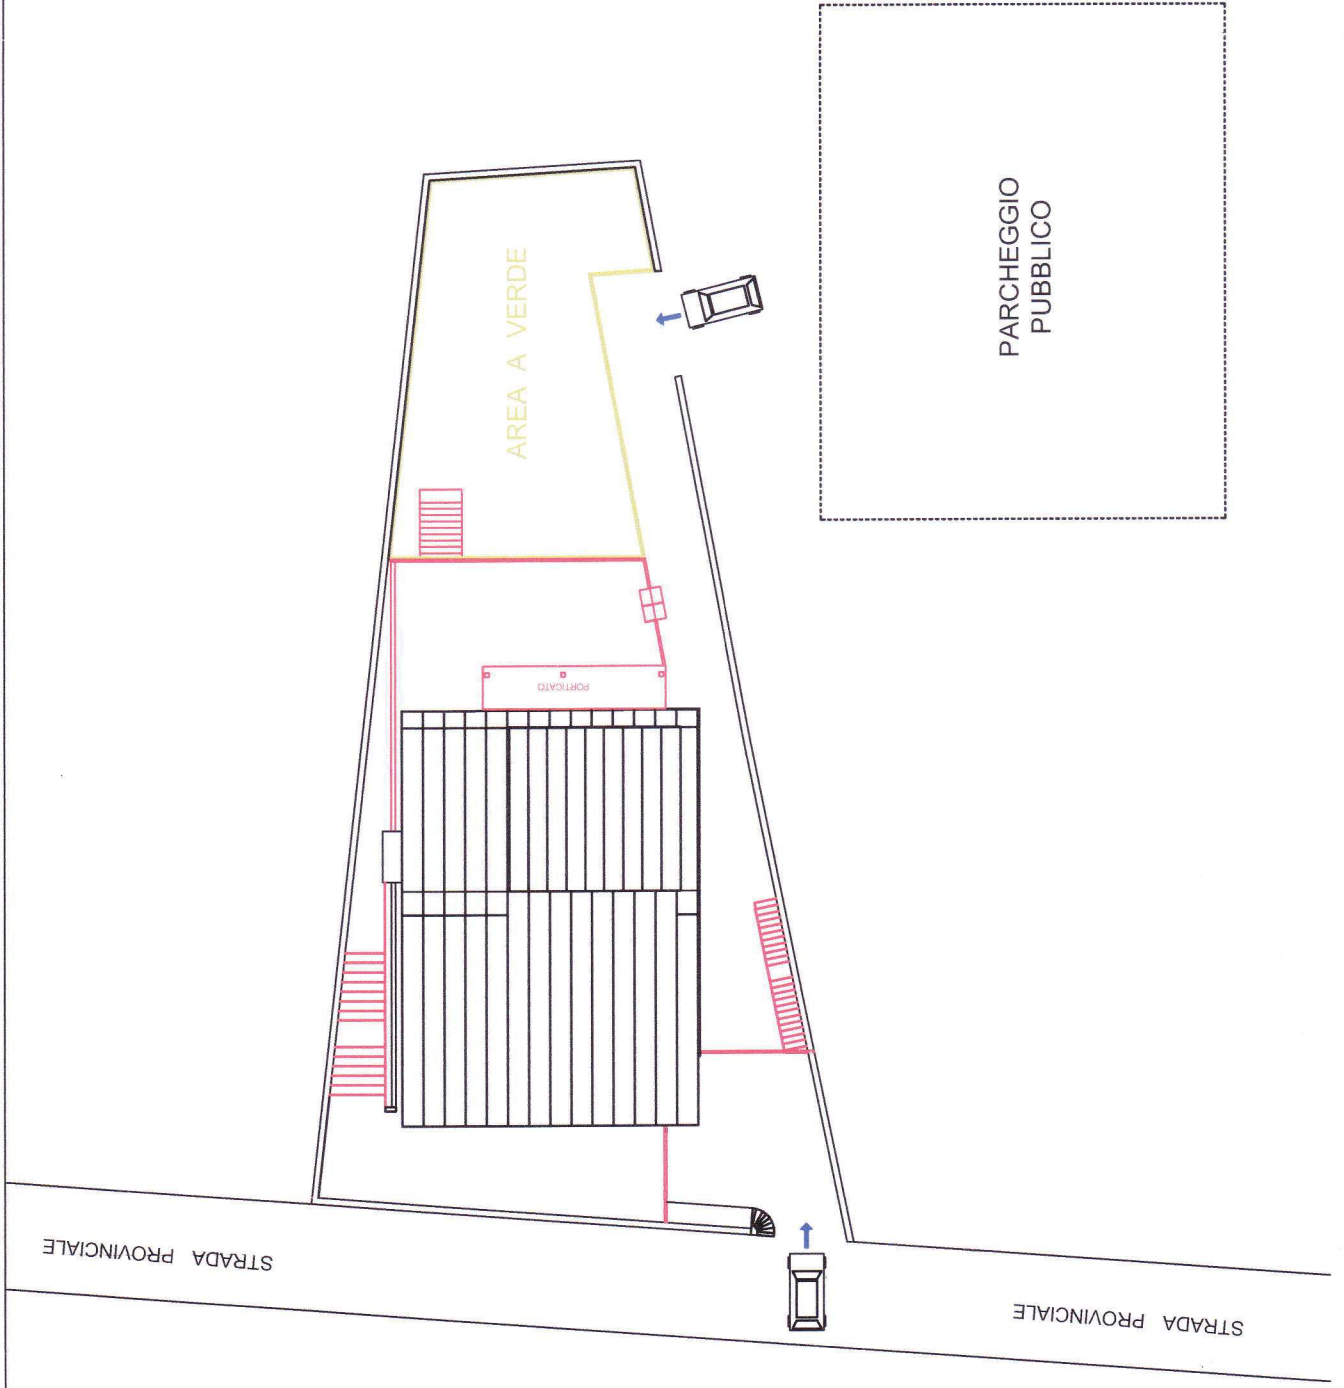 PARCHEGGIO
PUBBLICO
AREA A VERDE
PORTICATO
STRADA PROVINCIALE
STRADA PROVINCIALE